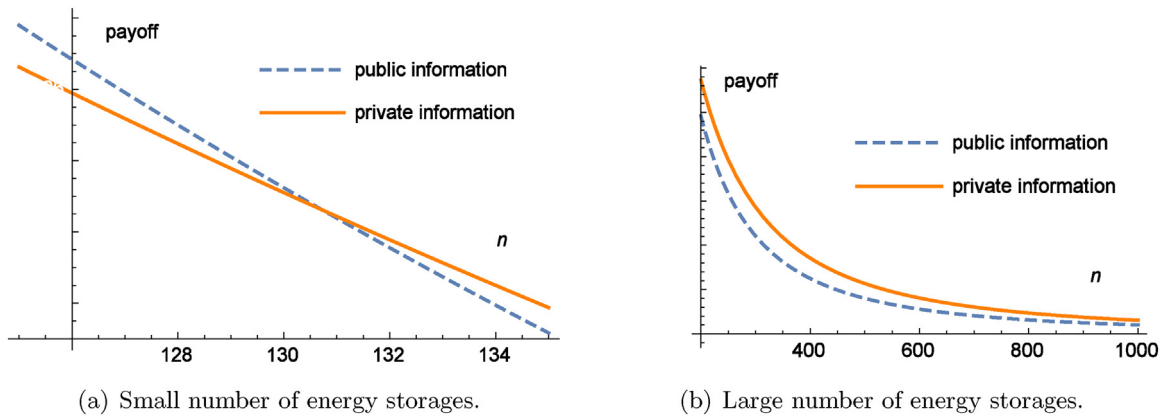 payoff
public information
private information
n
128 130 132 134
(a) Small number of energy storages.
payoff
public information
private information
n
400 600 800 1000
(b) Large number of energy storages.